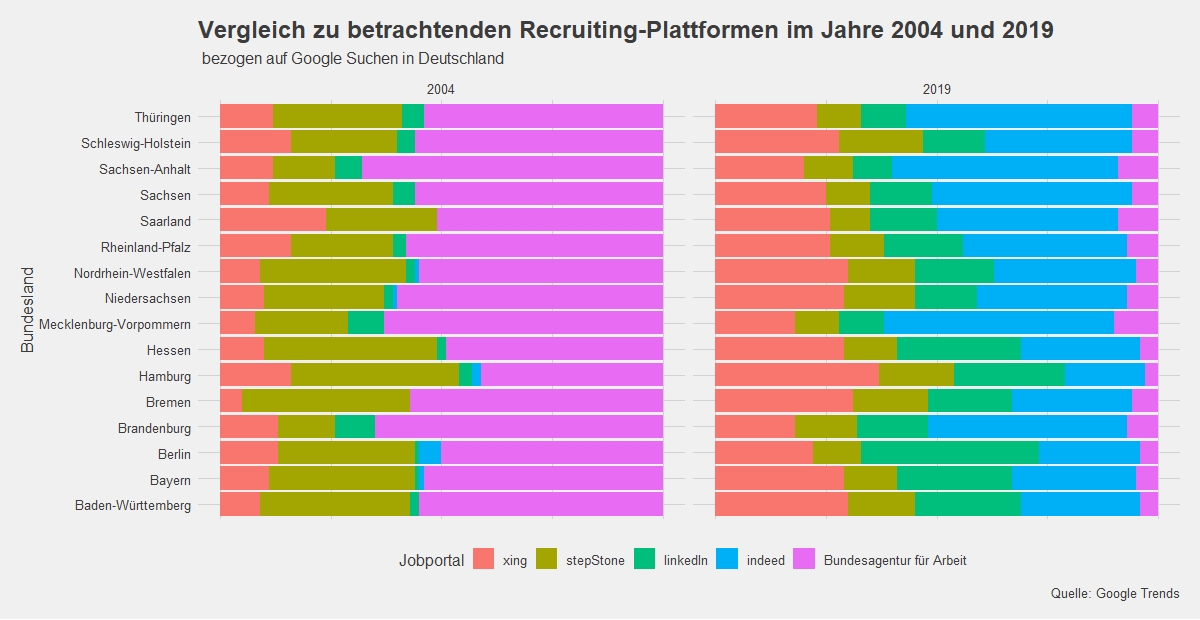 Vergleich zu betrachtenden Recruiting-Plattformen im Jahre 2004 und 2019
bezogen auf Google Suchen in Deutschland
2004
2019
Bundesland
Thüringen
Schleswig-Holstein
Sachsen-Anhalt
Sachsen
Saarland
Rheinland-Pfalz
Nordrhein-Westfalen
Niedersachsen
Mecklenburg-Vorpommern
Hessen
Hamburg
Bremen
Brandenburg
Berlin
Bayern
Baden-Württemberg
Jobportal xing stepStone linkedIn indeed Bundesagentur für Arbeit
Quelle: Google Trends